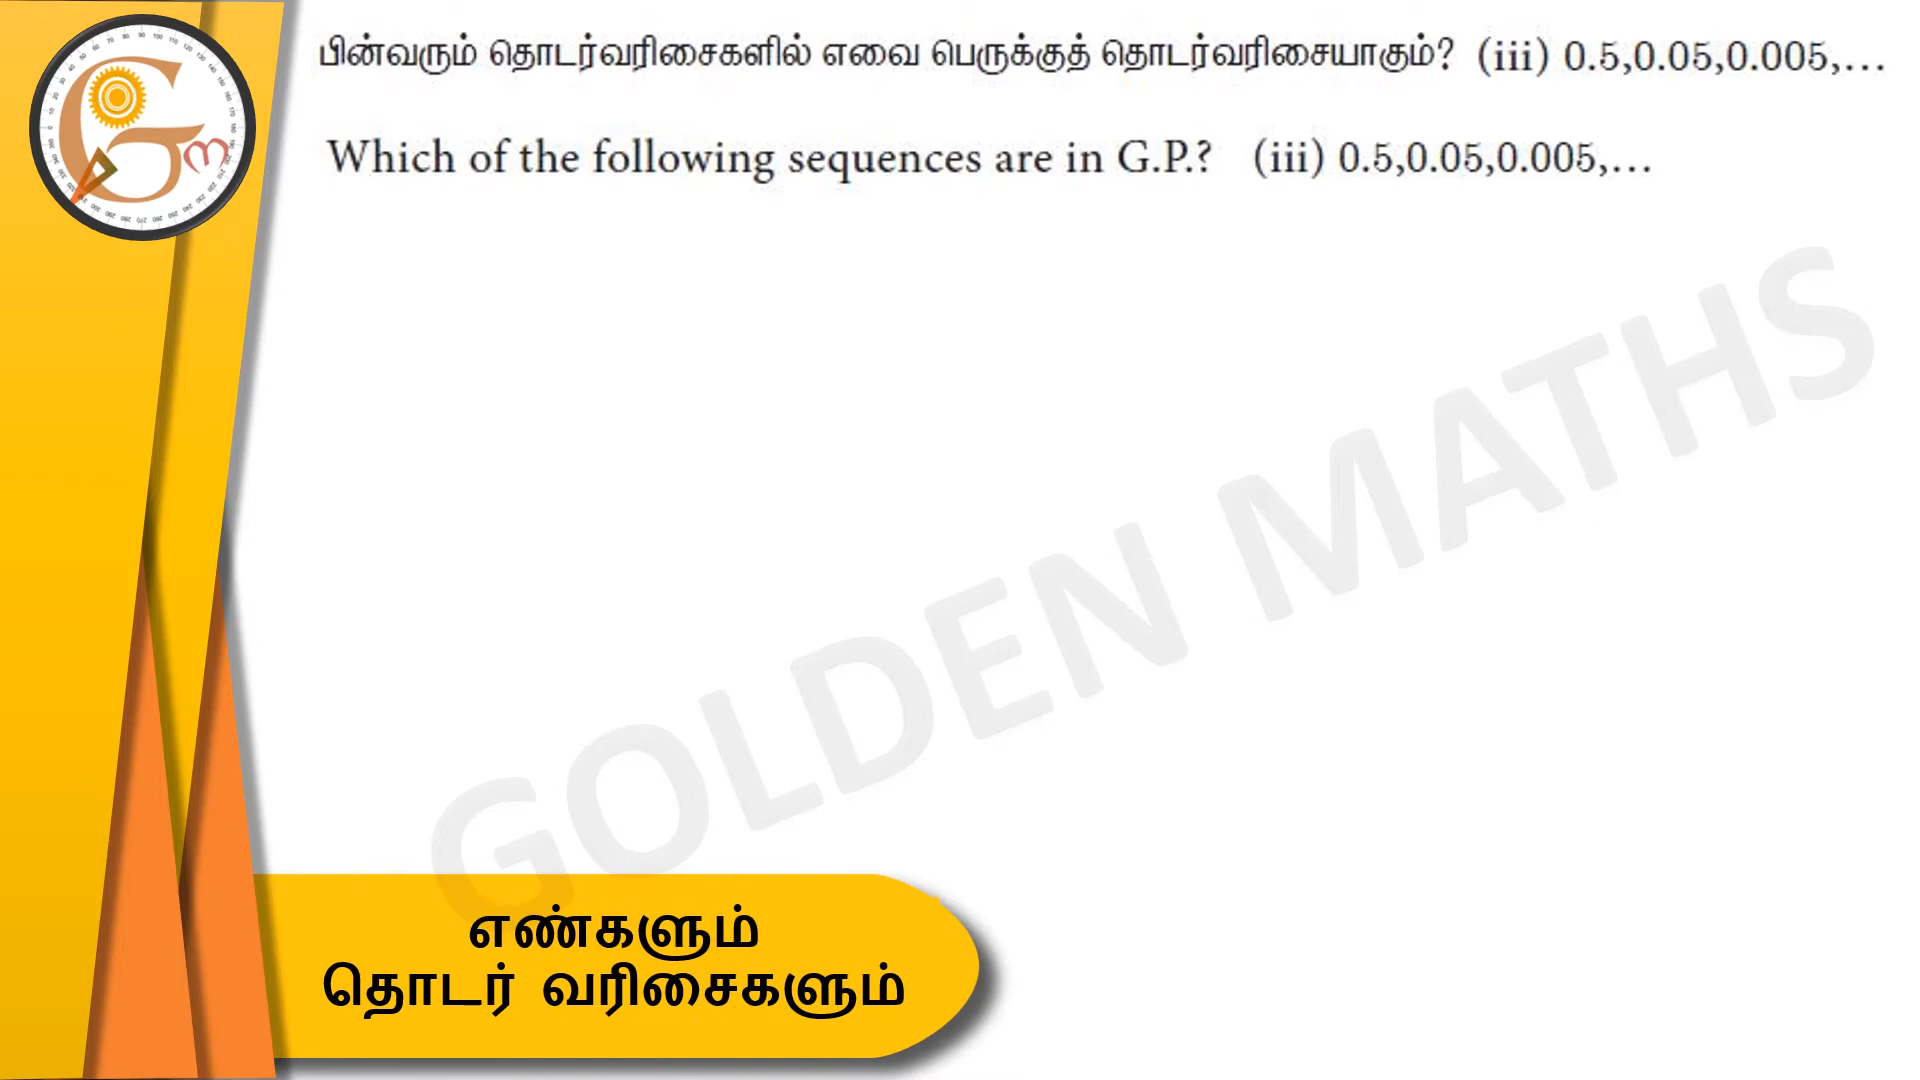 பின்வரும் தொடர்வரிசைகளில் எவை பெருக்குத் தொடர்வரிசையாகும்? (iii) 0.5,0.05,0.005,...
Which of the following sequences are in G.P.? (iii) 0.5,0.05,0.005,...
GOLDEN MATHS
எண்களும்
தொடர் வரிசைகளும்